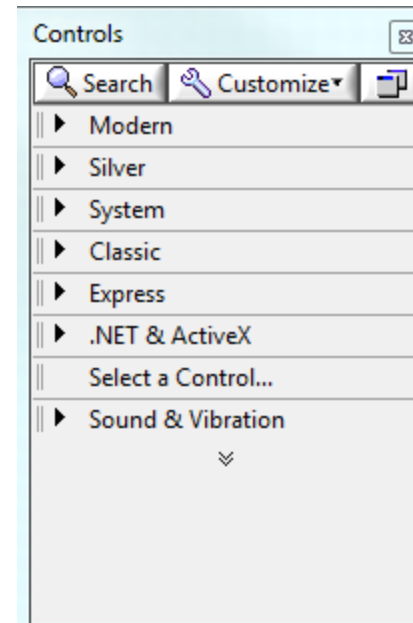 Controls
Search Customize
Modern
Silver
System
Classic
Express
.NET & ActiveX
Select a Control...
Sound & Vibration